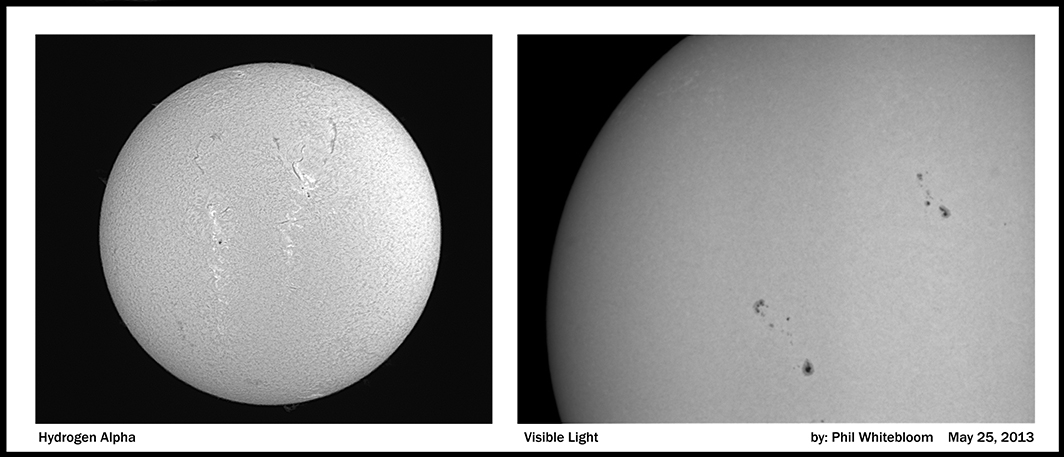 Hydrogen Alpha
Visible Light
by: Phil Whitebloom May 25, 2013